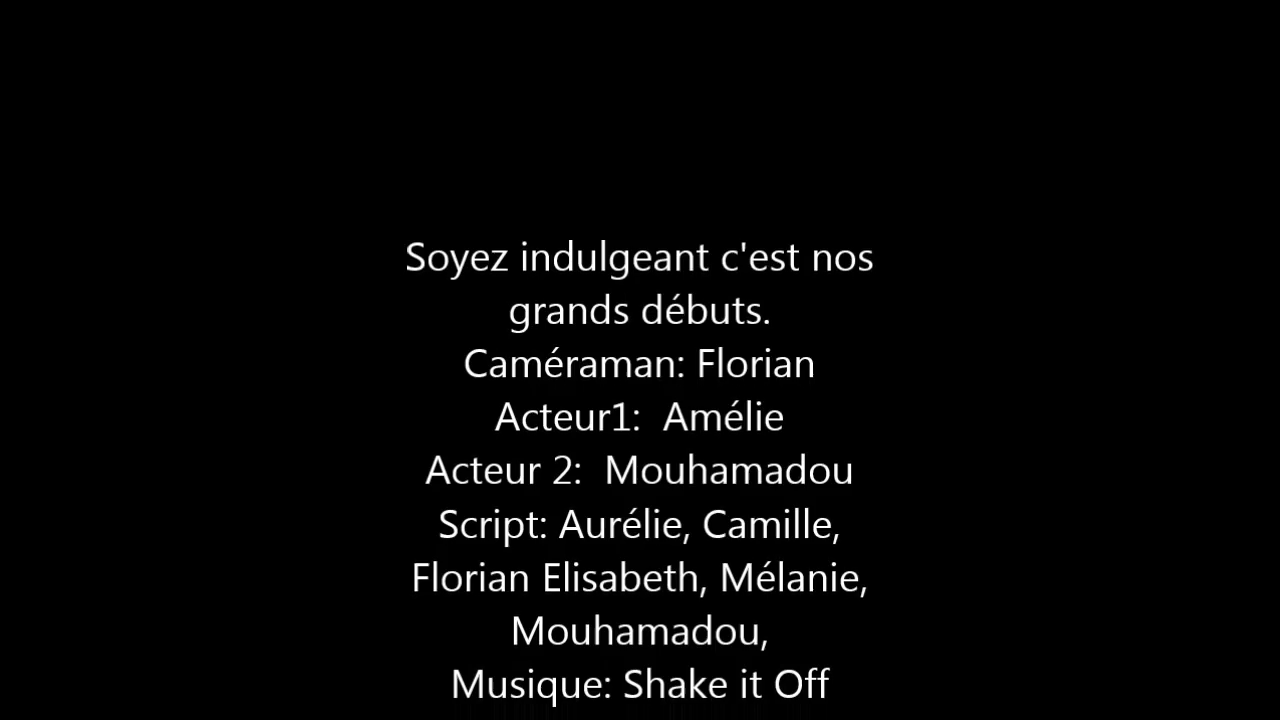 Soyez indulgeant c'est nos
grands débuts.
Caméraman: Florian
Acteur1:  Amélie
Acteur 2:  Mouhamadou
Script: Aurélie, Camille,
Florian Elisabeth, Mélanie,
Mouhamadou,
Musique: Shake it Off